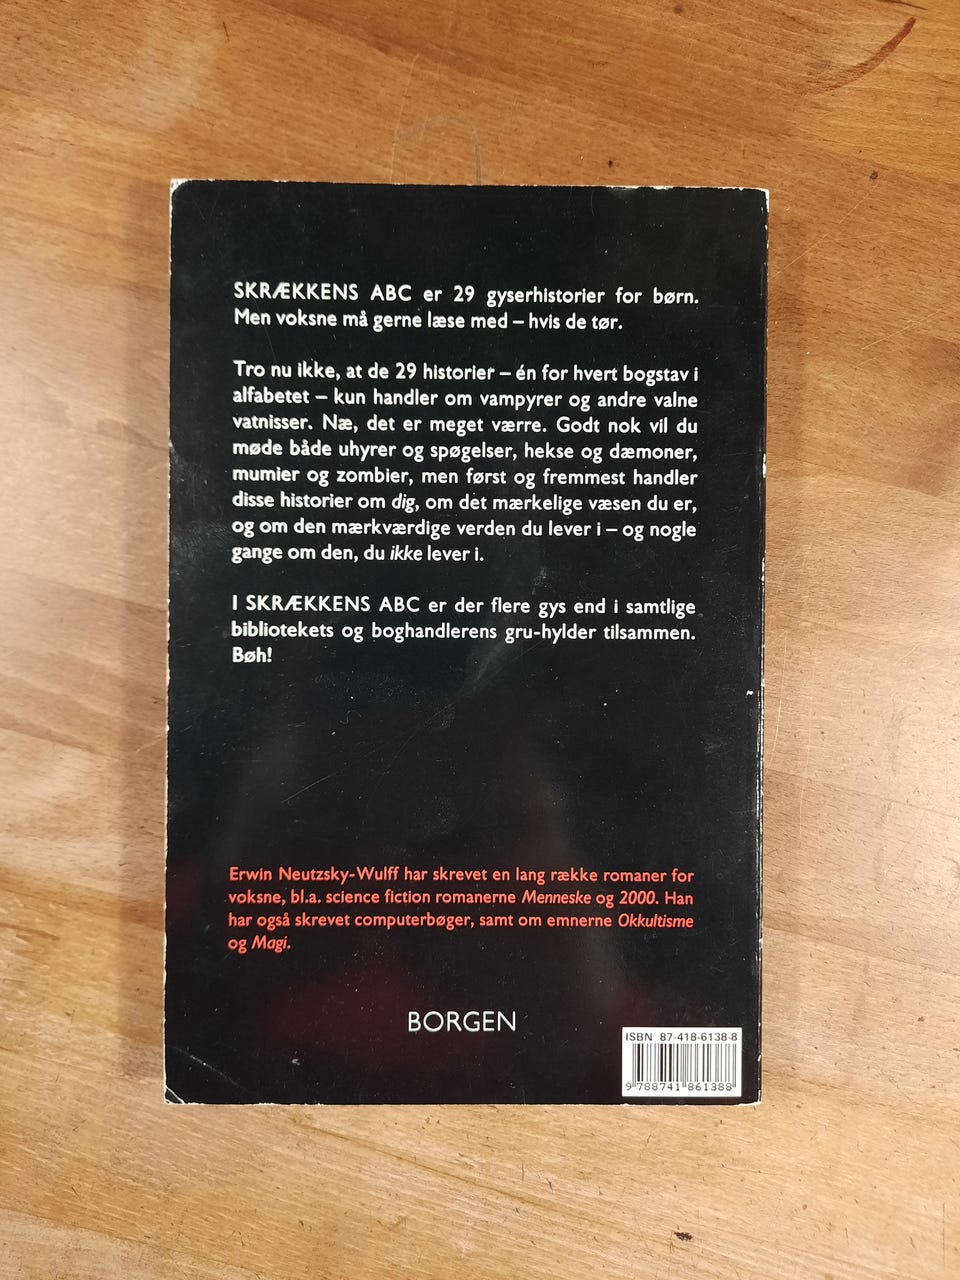 SKRÆKKENS ABC er 29 gyserhistorier for børn.
Men voksne må gerne læse med – hvis de tør.
Tro nu ikke, at de 29 historier – én for hvert bogstav i
alfabetet – kun handler om vampyrer og andre valne
vatnisser. Næ, det er meget værre. Godt nok vil du
møde både uhyrer og spøgelser, hekse og dæmoner,
mumier og zombier, men først og fremmest handler
disse historier om dig, om det mærkelige væsen du er,
og om den mærkværdige verden du lever i – og nogle
gange om den, du ikke lever i.
I SKRÆKKENS ABC er der flere gys end i samtlige
bibliotekets og boghandlerens gru-hylder tilsammen.
Bøh!
Erwin Neutzsky-Wulff har skrevet en lang række romaner for
voksne, bl.a. science fiction romanerne Menneske og 2000. Han
har også skrevet computerbøger, samt om emnerne Okkultisme
og Magi.
BORGEN
ISBN 87-418-6138-8
9 788741 861388